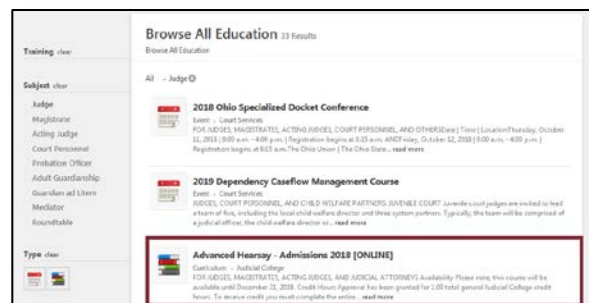 Browse All Education 33 Results
Browse All Education
Training clear
Subject clear
Judge
Magistrate
Acting Judge
Court Personnel
Probation Officer
Adult Guardianship
Guardian ad Litem
Mediator
Roundtable
Type clear
All - Judge
2018 Ohio Specialized Docket Conference
Event - Court Services
FOR JUDGES, MAGISTRATES, ACTING JUDGES, COURT PERSONNEL, AND OTHERSDate | Time | LocationThursday, October
11, 2018 | 9:00 a.m. - 4:00 p.m. | Registration begins at 8:15 a.m. ANDFriday, October 12, 2018 | 9:00 a.m. - 4:00 p.m. |
Registration begins at 8:15 a.m.The Ohio Union | The Ohio State... read more
2019 Dependency Caseflow Management Course
Event - Court Services
JUDGES, COURT PERSONNEL, AND CHILD WELFARE PARTNERS JUVENILE COURT Juvenile court judges are invited to lead
a team of five, including the local child welfare director and three system partners. Typically, the team will be comprised of
a judicial officer, the child welfare director or... read more
Advanced Hearsay - Admissions 2018 [ONLINE]
Curriculum - Judicial College
FOR JUDGES, MAGISTRATES, ACTING JUDGES, AND JUDICIAL ATTORNEYS Availability Please note, this course will be
available until December 31, 2018. Credit Hours Approval has been granted for 1.00 total general Judicial College credit
hours. To receive credit you must complete the entire... read more